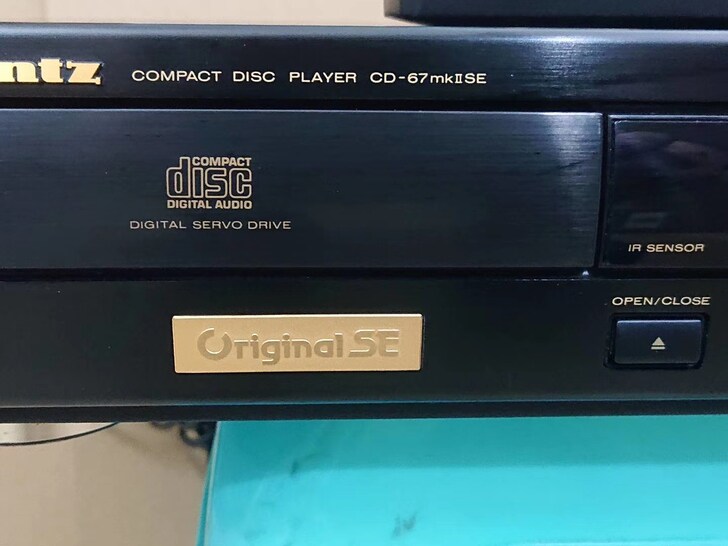 ntz COMPACT DISC PLAYER CD-67mkIISE
COMPACT
disc
DIGITAL AUDIO
DIGITAL SERVO DRIVE
IR SENSOR
OPEN/CLOSE
Original SE